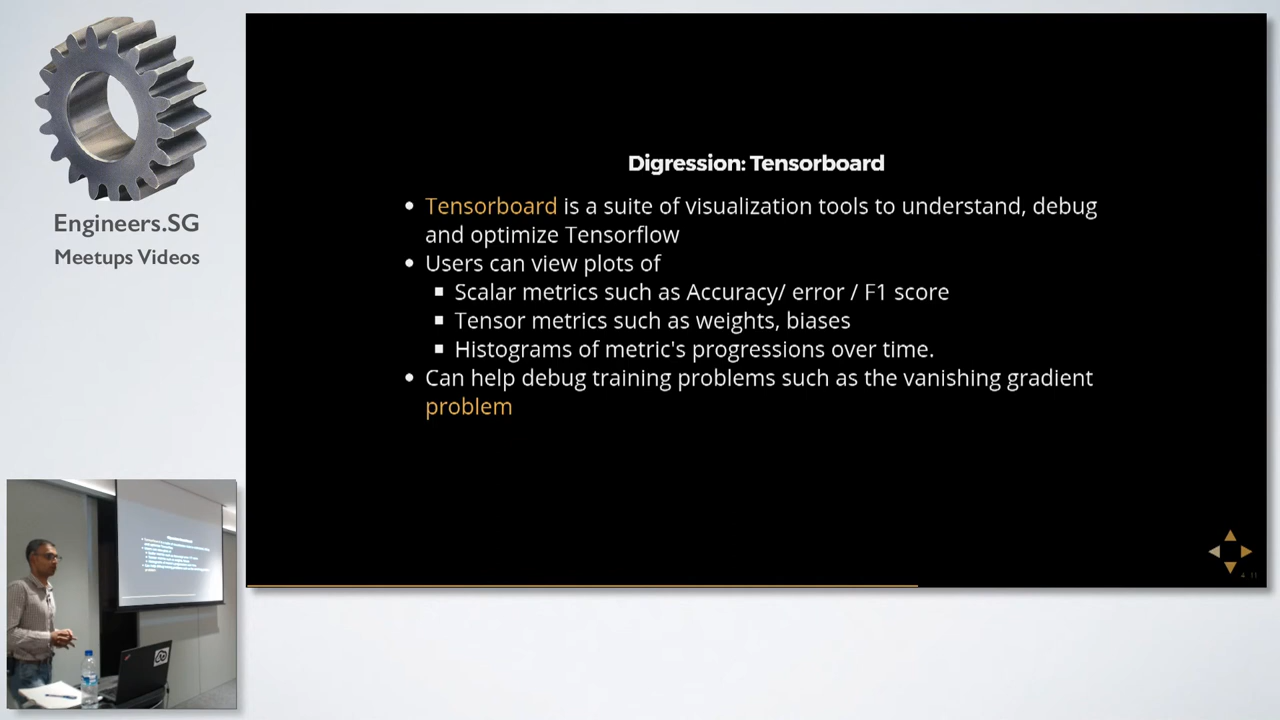 Engineers.SG
Meetups Videos
Digression: Tensorboard
• Tensorboard is a suite of visualization tools to understand, debug
and optimize Tensorflow
• Users can view plots of
▪ Scalar metrics such as Accuracy/ error / F1 score
▪ Tensor metrics such as weights, biases
▪ Histograms of metric's progressions over time.
• Can help debug training problems such as the vanishing gradient
problem